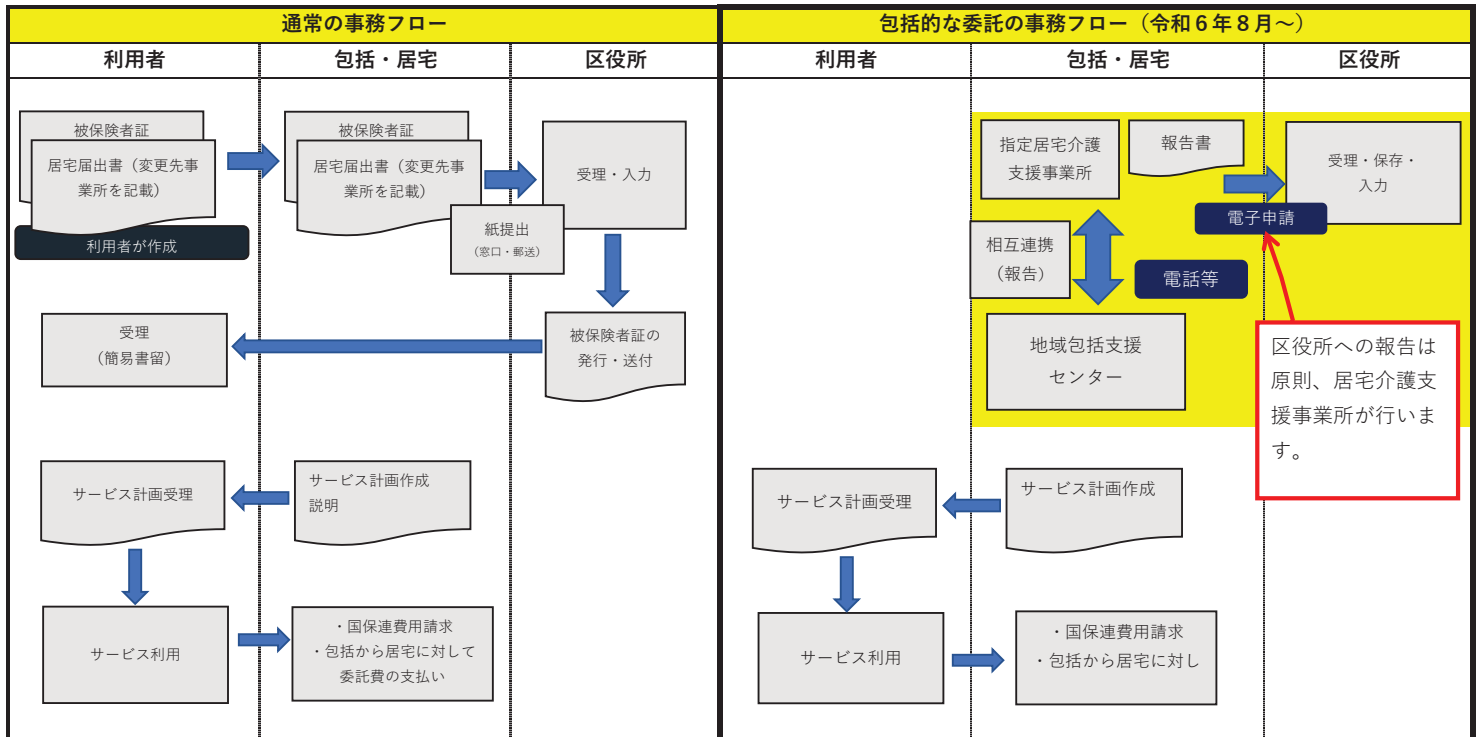 通常の事務フロー
利用者
包括・居宅
区役所
被保険者証
居宅届出書（変更先事
業所を記載）
利用者が作成
被保険者証
居宅届出書（変更先事
業所を記載）
紙提出
（窓口・郵送）
受理・入力
被保険者証の
発行・送付
受理
（簡易書留）
サービス計画受理
サービス計画作成
説明
サービス利用
・国保連費用請求
・包括から居宅に対して
委託費の支払い
包括的な委託の事務フロー（令和６年８月～）
利用者
包括・居宅
区役所
指定居宅介護
支援事業所
報告書
受理・保存・
入力
電子申請
相互連携
（報告）
電話等
地域包括支援
センター
区役所への報告は
原則、居宅介護支
援事業所が行いま
す。
サービス計画受理
サービス計画作成
サービス利用
・国保連費用請求
・包括から居宅に対し